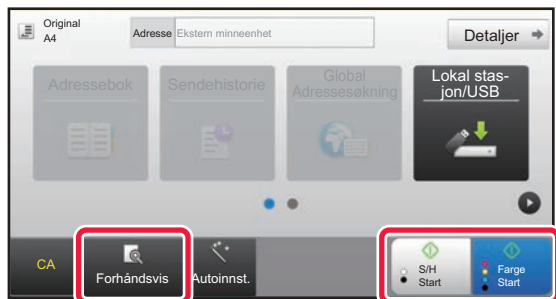 Original
A4
Adresse Ekstern minneenhet
Detaljer
Adressebok
Sendehistorie
Global
Adressesøkning
Lokal stas-
jon/USB
CA
Forhåndsvis
Autoinnst.
S/H
Start
Farge
Start